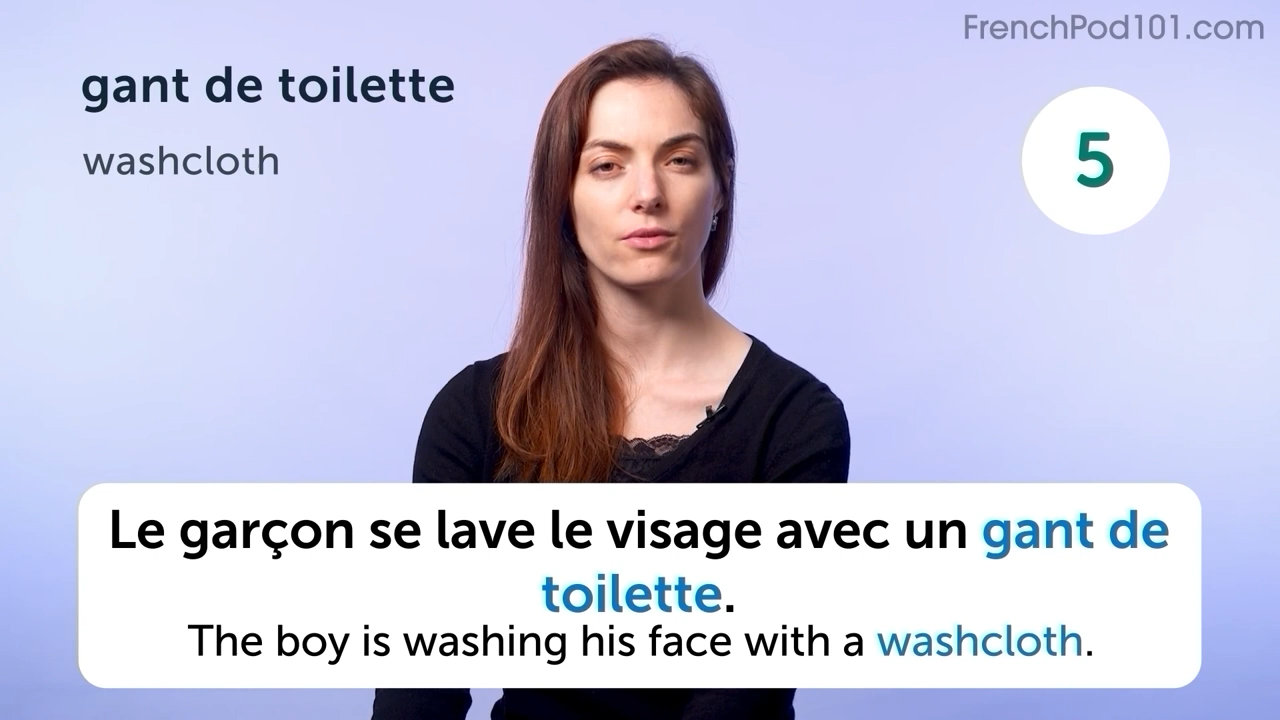 FrenchPod101.com
gant de toilette
washcloth
5
Le garçon se lave le visage avec un gant de
toilette.
The boy is washing his face with a washcloth.